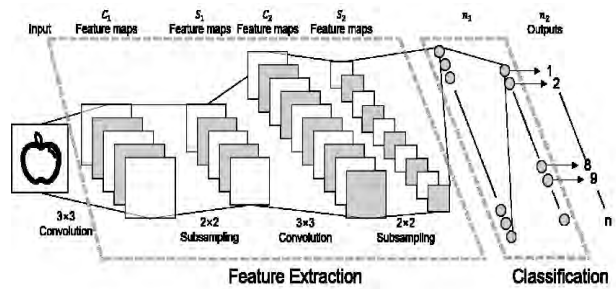 C₁ S₁ C₂ S₂ n₁ n₂
Input Feature maps Feature maps Feature maps Feature maps Outputs
1
2
8
9
n
3×3 Convolution
2×2 Subsampling
3×3 Convolution
2×2 Subsampling
Feature Extraction Classification